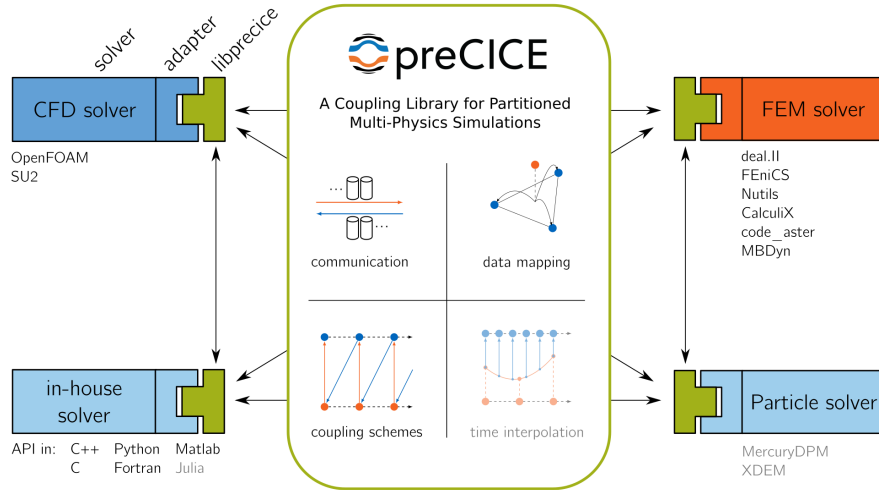 solver
adapter
libprecice
CFD solver
OpenFOAM
SU2
preCICE
A Coupling Library for Partitioned
Multi-Physics Simulations
...
communication
...
data mapping
coupling schemes
time interpolation
FEM solver
deal.II
FEniCS
Nutils
CalculiX
code_aster
MBDyn
in-house
solver
API in: C++ Python Matlab
C Fortran Julia
Particle solver
MercuryDPM
XDEM